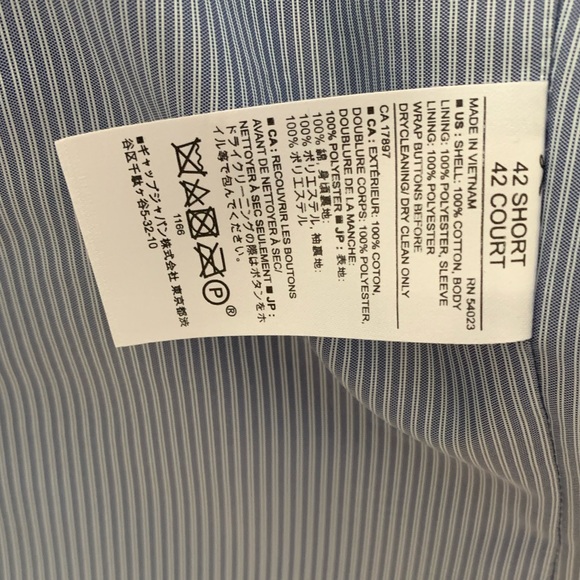 42 SHORT
42 COURT
MADE IN VIETNAM RN 54023
■ US : SHELL: 100% COTTON, BODY
LINING: 100% POLYESTER, SLEEVE
LINING: 100% POLYESTER
WRAP BUTTONS BEFORE
DRYCLEANING/ DRY CLEAN ONLY
CA 17897
■ CA : EXTÉRIEUR: 100% COTON,
DOUBLURE CORPS: 100% POLYESTER,
DOUBLURE DE LA MANCHE:
100% POLYESTER ■ JP : 表地:
100% 綿, 身頃裏地:
100% ポリエステル, 袖裏地:
100% ポリエステル
■ CA : RECOUVRIR LES BOUTONS
AVANT DE NETTOYER À SEC/
NETTOYER À SEC SEULEMENT ■ JP :
ドライクリーニングの際はボタンをホ
イル等で包んでください。
P ®
1166
■ギャップジャパン株式会社 東京都渋
谷区千駄ヶ谷5-32-10